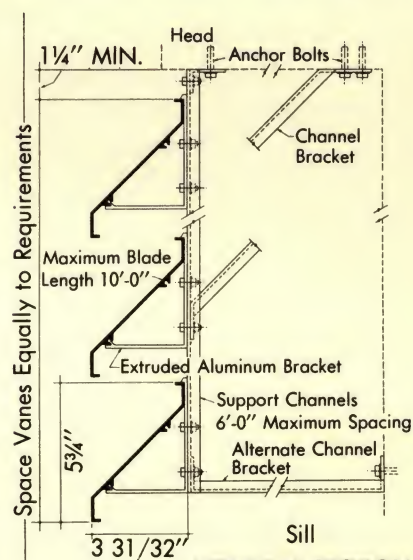 Head
1¼" MIN.
Anchor Bolts
Channel
Bracket
Space Vanes Equally to Requirements
Maximum Blade
Length 10'-0"
Extruded Aluminum Bracket
Support Channels
6'-0" Maximum Spacing
5¾"
Alternate Channel
Bracket
3 31/32"
Sill